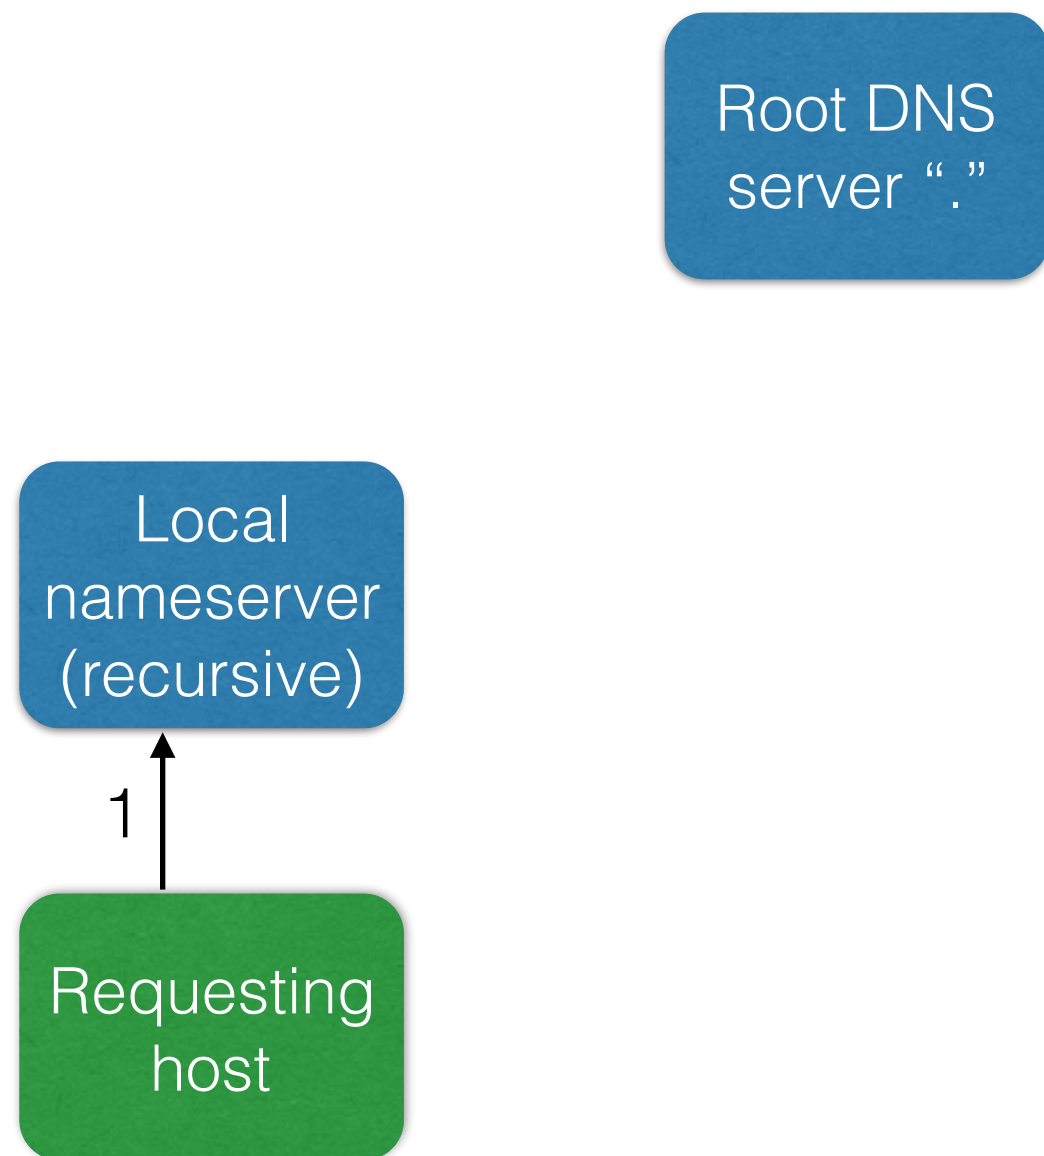 Root DNS
server “.”
Local
nameserver
(recursive)
1
Requesting
host